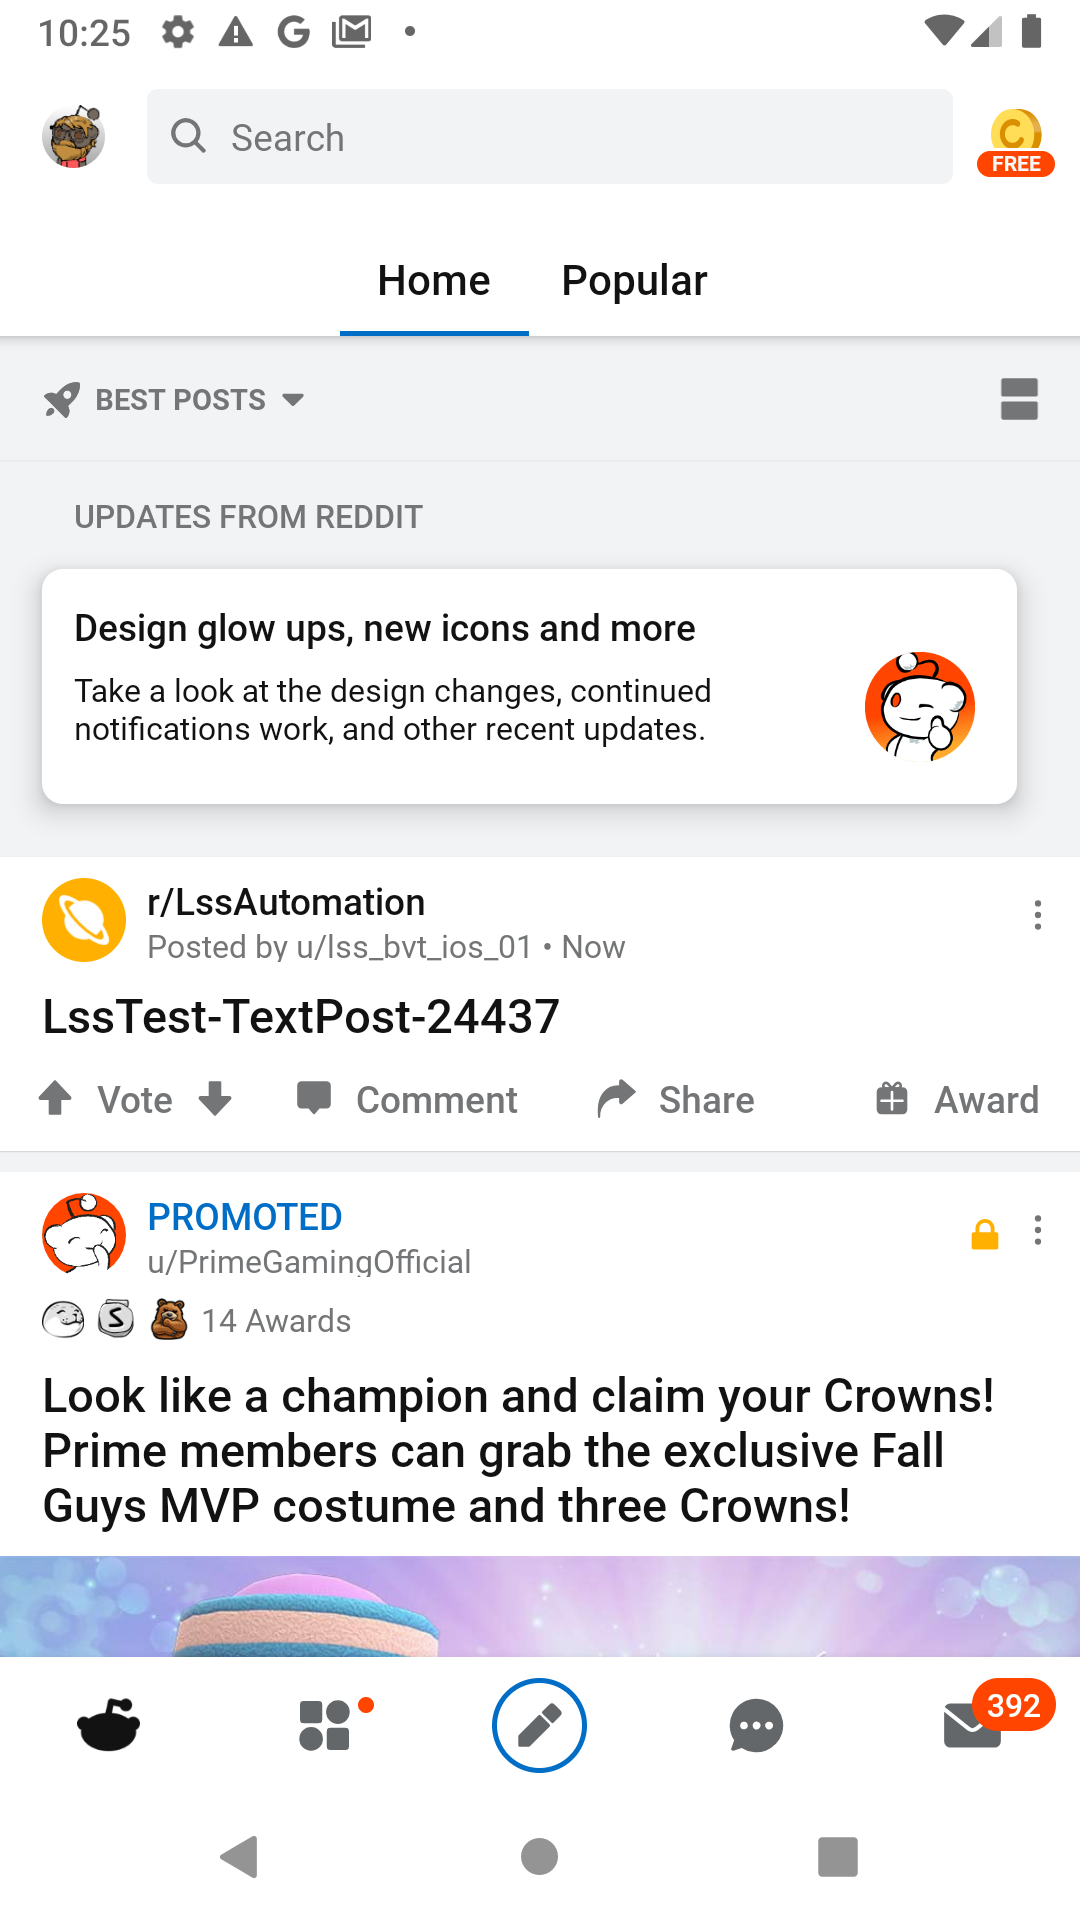 10:25
Search
C
FREE
Home
Popular
BEST POSTS
UPDATES FROM REDDIT
Design glow ups, new icons and more
Take a look at the design changes, continued
notifications work, and other recent updates.
r/LssAutomation
Posted by u/lss_bvt_ios_01 • Now
LssTest-TextPost-24437
Vote
Comment
Share
Award
PROMOTED
u/PrimeGamingOfficial
S
14 Awards
Look like a champion and claim your Crowns!
Prime members can grab the exclusive Fall
Guys MVP costume and three Crowns!
392